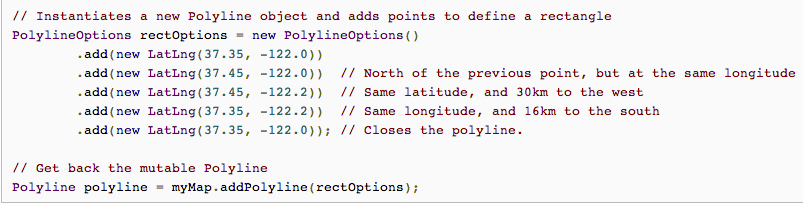 // Instantiates a new Polyline object and adds points to define a rectangle
PolylineOptions rectOptions = new PolylineOptions()
        .add(new LatLng(37.35, -122.0))
        .add(new LatLng(37.45, -122.0))  // North of the previous point, but at the same longitude
        .add(new LatLng(37.45, -122.2))  // Same latitude, and 30km to the west
        .add(new LatLng(37.35, -122.2))  // Same longitude, and 16km to the south
        .add(new LatLng(37.35, -122.0)); // Closes the polyline.

// Get back the mutable Polyline
Polyline polyline = myMap.addPolyline(rectOptions);